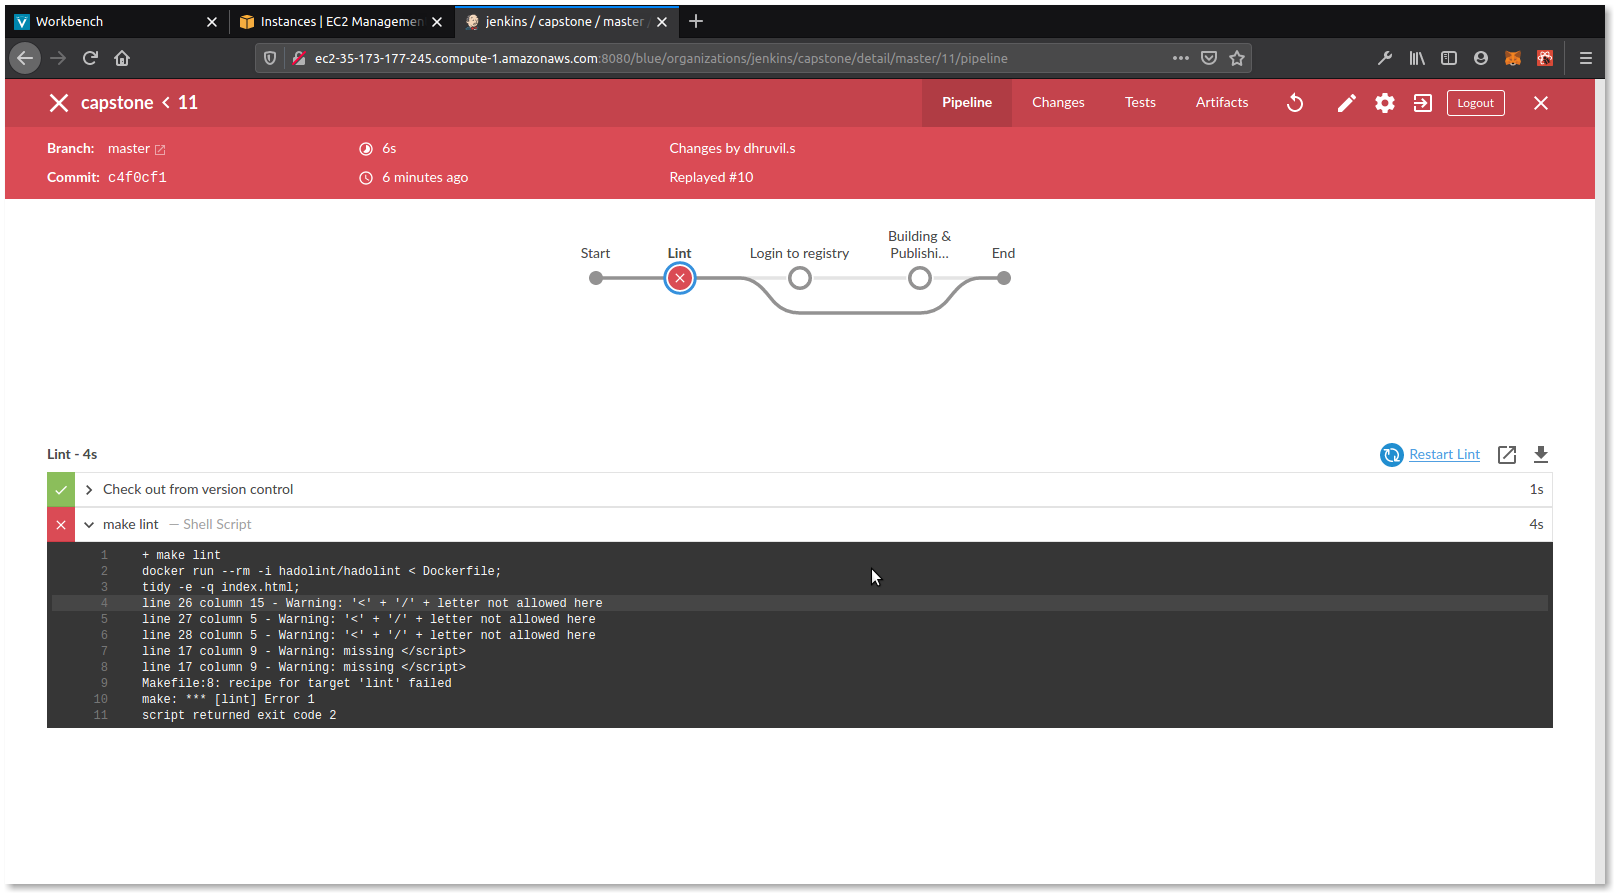 Workbench
Instances | EC2 Managemen
jenkins / capstone / master /
ec2-35-173-177-245.compute-1.amazonaws.com:8080/blue/organizations/jenkins/capstone/detail/master/11/pipeline
capstone < 11
Pipeline
Changes
Tests
Artifacts
Logout
Branch: master
6s
Changes by dhruvil.s
Commit: c4f0cf1
6 minutes ago
Replayed #10
Start
Lint
Login to registry
Building &
Publishi...
End
Lint - 4s
Restart Lint
Check out from version control
1s
make lint — Shell Script
4s
1 + make lint
2 docker run --rm -i hadolint/hadolint < Dockerfile;
3 tidy -e -q index.html;
4 line 26 column 15 - Warning: '<' + '/' + letter not allowed here
5 line 27 column 5 - Warning: '<' + '/' + letter not allowed here
6 line 28 column 5 - Warning: '<' + '/' + letter not allowed here
7 line 17 column 9 - Warning: missing </script>
8 line 17 column 9 - Warning: missing </script>
9 Makefile:8: recipe for target 'lint' failed
10 make: *** [lint] Error 1
11 script returned exit code 2